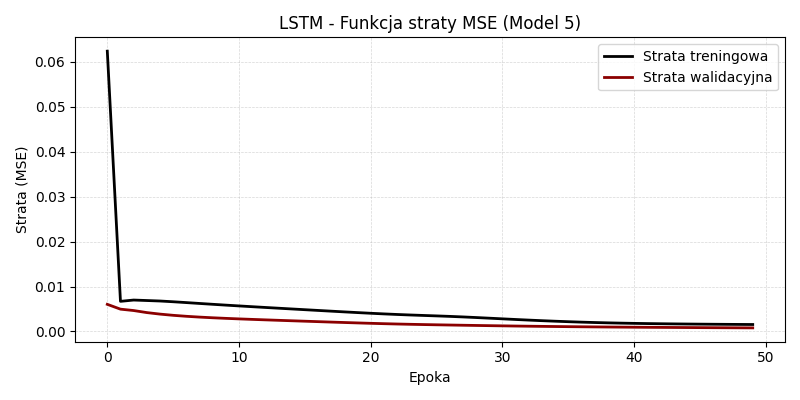 LSTM - Funkcja straty MSE (Model 5)
Strata treningowa
Strata walidacyjna
Strata (MSE)
0.06
0.05
0.04
0.03
0.02
0.01
0.00
0 10 20 30 40 50
Epoka